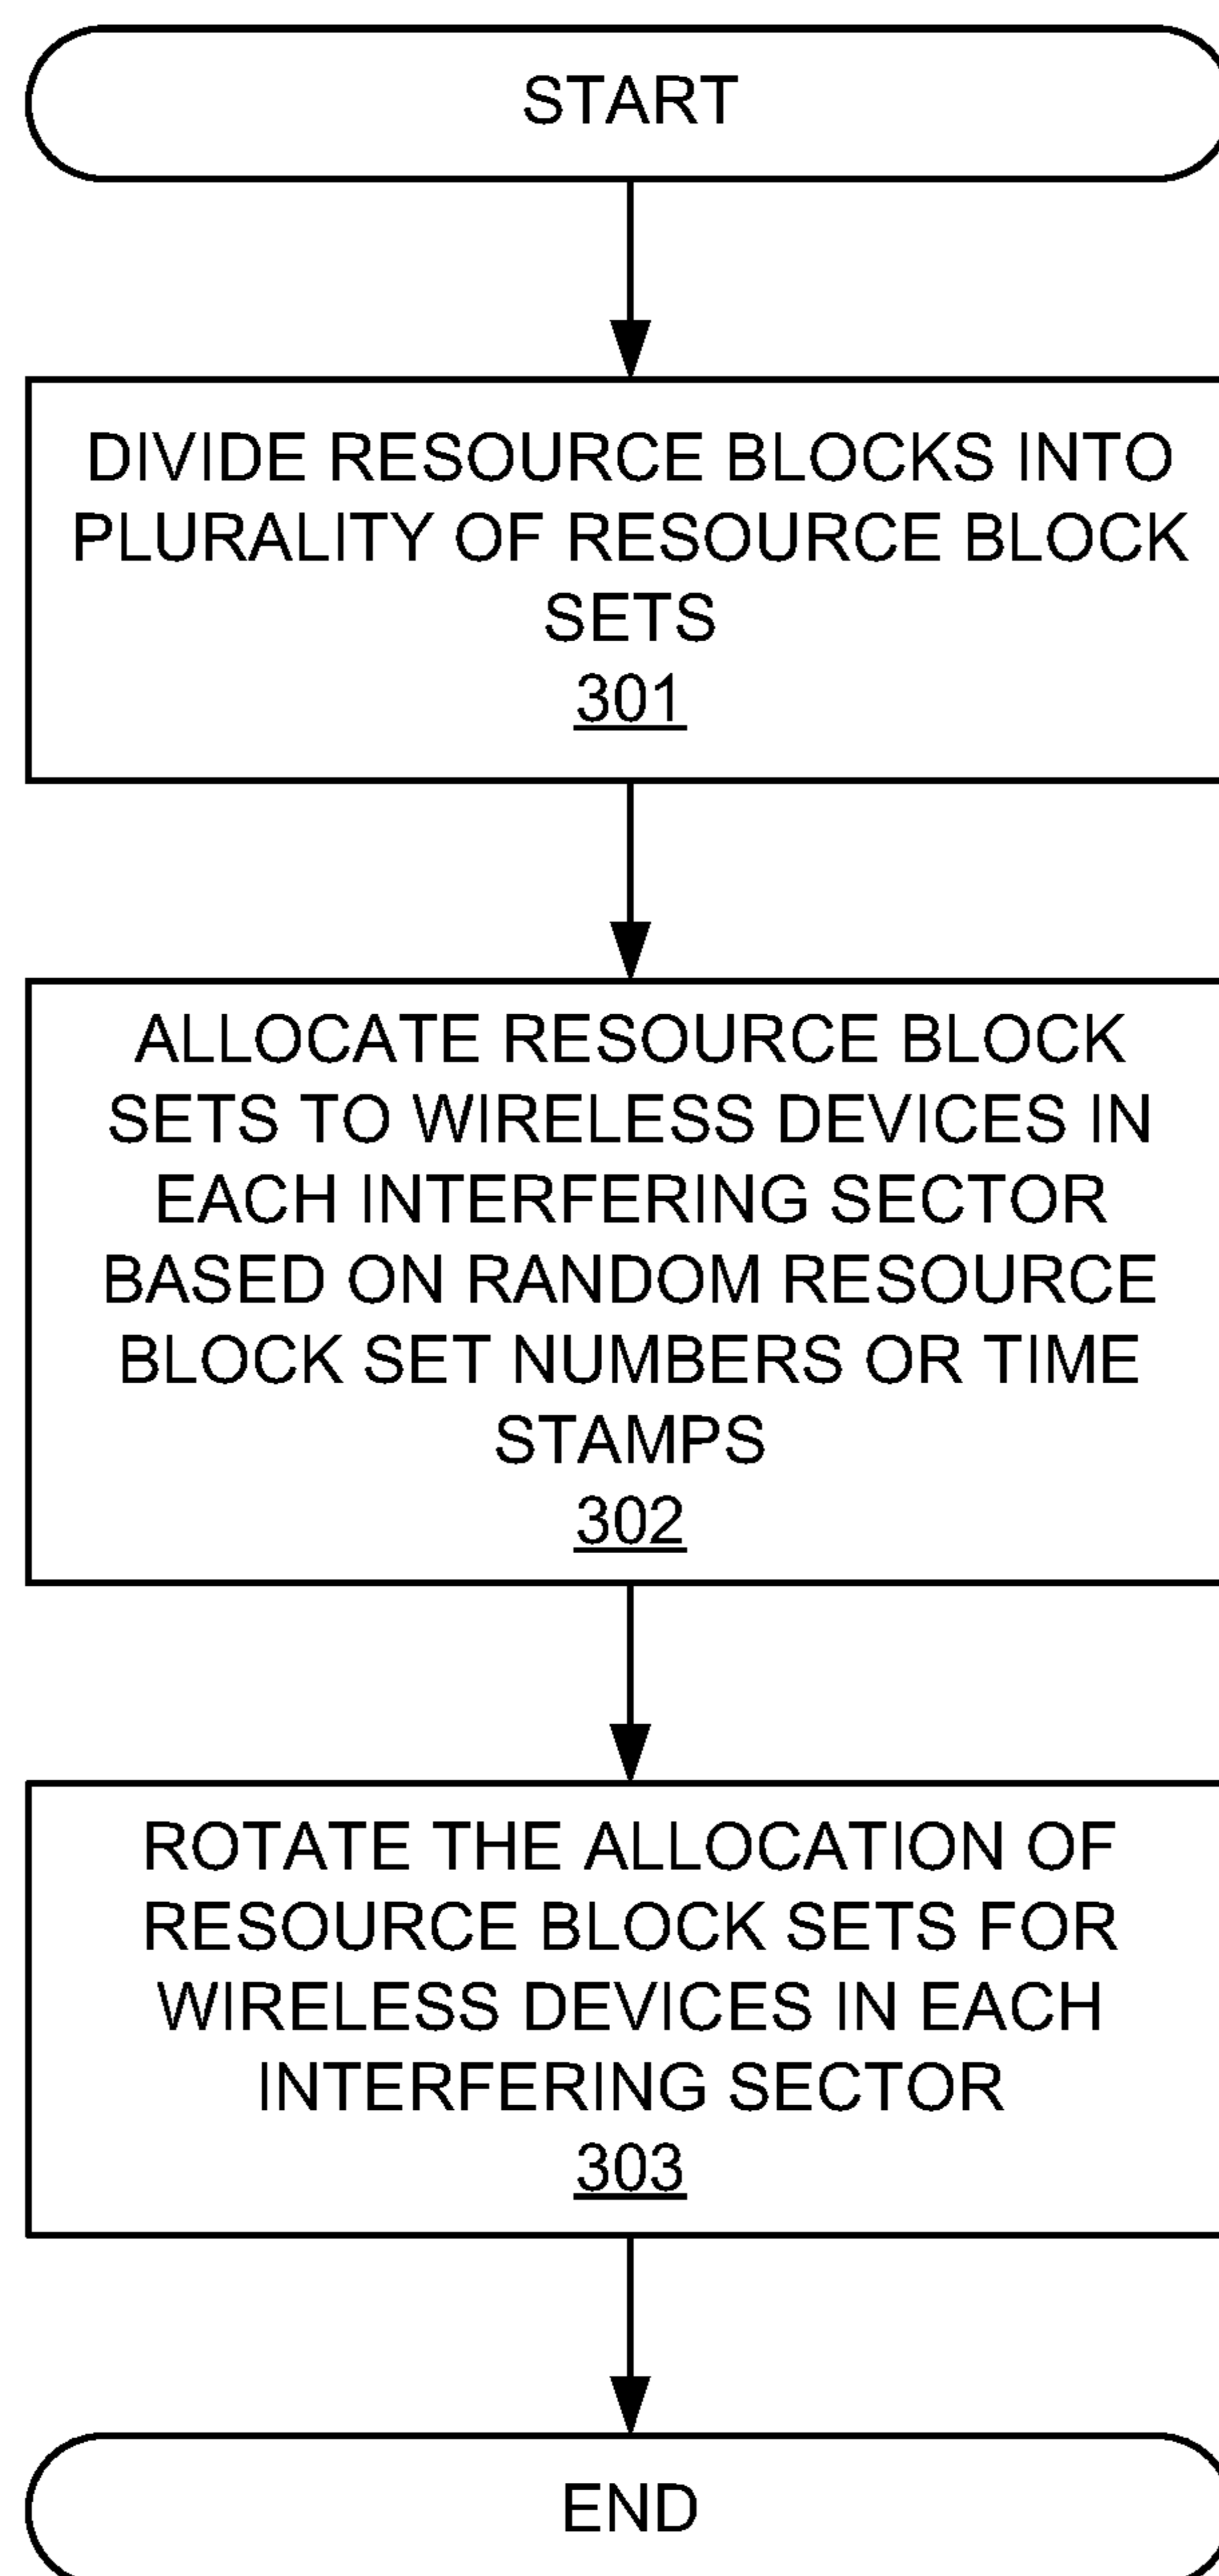 START
DIVIDE RESOURCE BLOCKS INTO
PLURALITY OF RESOURCE BLOCK
SETS
301
ALLOCATE RESOURCE BLOCK
SETS TO WIRELESS DEVICES IN
EACH INTERFERING SECTOR
BASED ON RANDOM RESOURCE
BLOCK SET NUMBERS OR TIME
STAMPS
302
ROTATE THE ALLOCATION OF
RESOURCE BLOCK SETS FOR
WIRELESS DEVICES IN EACH
INTERFERING SECTOR
303
END